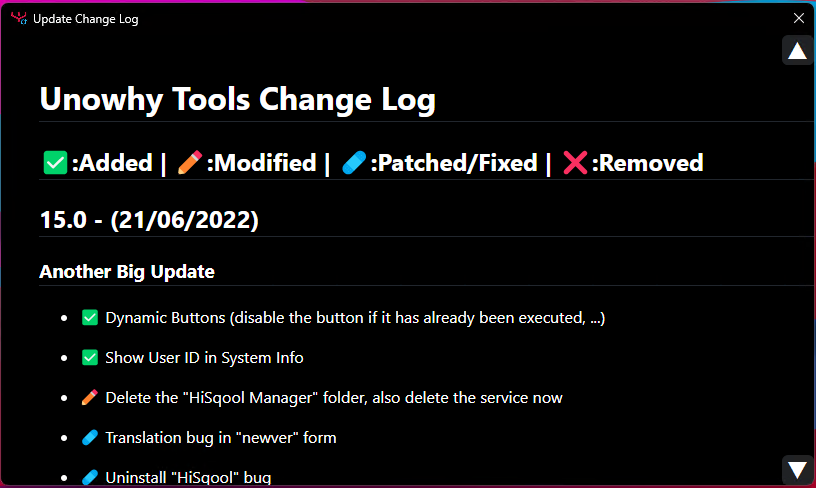 Update Change Log
Unowhy Tools Change Log
✅:Added | ✏️:Modified | 💊:Patched/Fixed | ❌:Removed
15.0 - (21/06/2022)
Another Big Update
• ✅ Dynamic Buttons (disable the button if it has already been executed, ...)
• ✅ Show User ID in System Info
• ✏️ Delete the "HiSqool Manager" folder, also delete the service now
• 💊 Translation bug in "newver" form
• 💊 Uninstall "HiSqool" bug